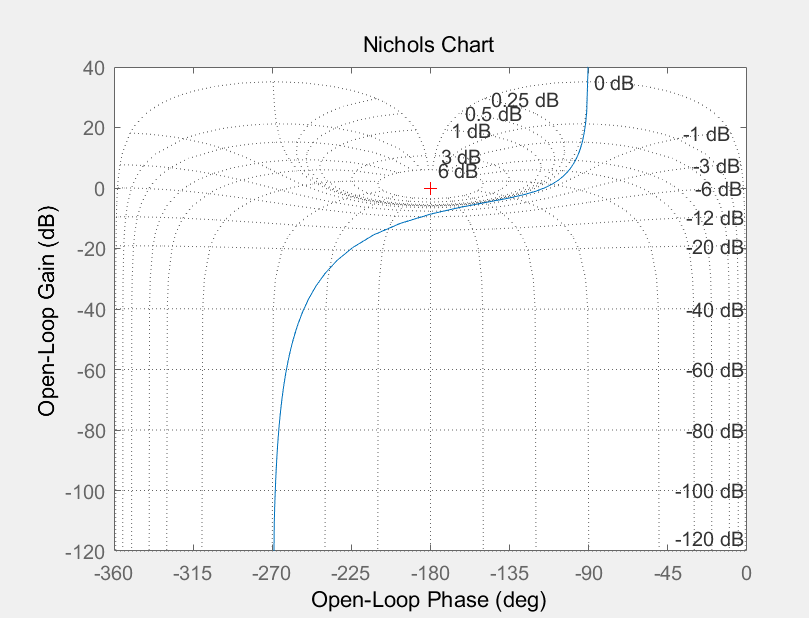 Nichols Chart
40
20
0
-20
-40
-60
-80
-100
-120
Open-Loop Gain (dB)
0 dB
0.25 dB
0.5 dB
1 dB
3 dB
6 dB
-1 dB
-3 dB
-6 dB
-12 dB
-20 dB
-40 dB
-60 dB
-80 dB
-100 dB
-120 dB
-360 -315 -270 -225 -180 -135 -90 -45 0
Open-Loop Phase (deg)